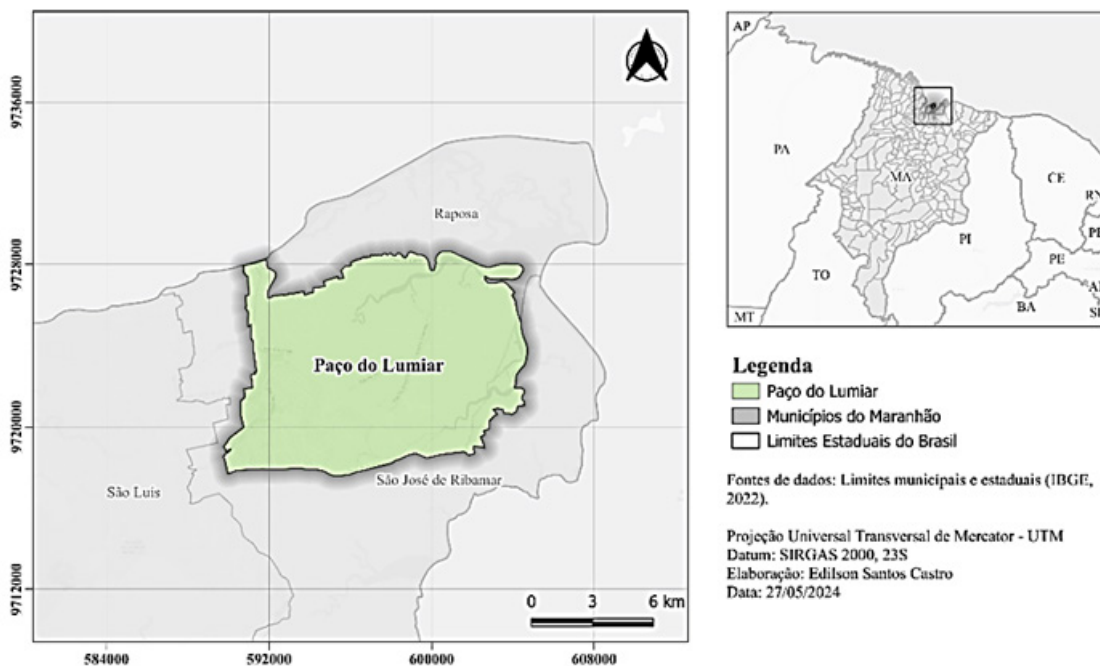 9736000
9728000
9720000
9712000
584000
592000
600000
608000
Raposa
Paço do Lumiar
São José de Ribamar
São Luís
0 3 6 km
AP
PA
MA
CE
RN
PI
PE
TO
BA
MT
Legenda
Paço do Lumiar
Municípios do Maranhão
Limites Estaduais do Brasil
Fontes de dados: Limites municipais e estaduais (IBGE,
2022).
Projeção Universal Transversal de Mercator - UTM
Datum: SIRGAS 2000, 23S
Elaboração: Edilson Santos Castro
Data: 27/05/2024